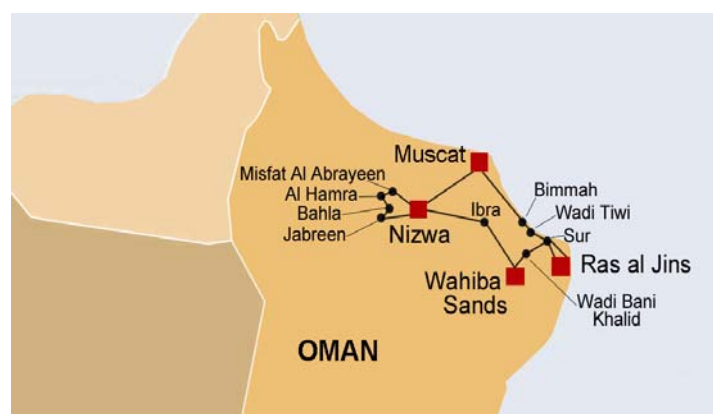 Muscat
Misfat Al Abrayeen
Al Hamra
Bahla
Jabreen
Nizwa
Ibra
Bimmah
Wadi Tiwi
Sur
Ras al Jins
Wahiba
Sands
Wadi Bani
Khalid
OMAN